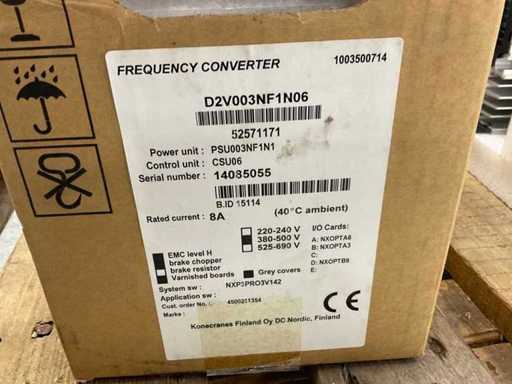 FREQUENCY CONVERTER
1003500714
D2V003NF1N06
52571171
Power unit : PSU003NF1N1
Control unit : CSU06
Serial number : 14085055
B.ID 15114
Rated current : 8A (40°C ambient)
220-240 V
380-500 V
525-690 V
I/O Cards:
A: NXOPTA8
B: NXOPTA3
C:
D: NXOPTB9
E:
EMC level H
brake chopper
brake resistor
Varnished boards
Grey covers
System sw : NXP3PRO3V142
Application sw :
Cust. order No. : 4500211354
Marks :
CE
Konecranes Finland Oy DC Nordic, Finland